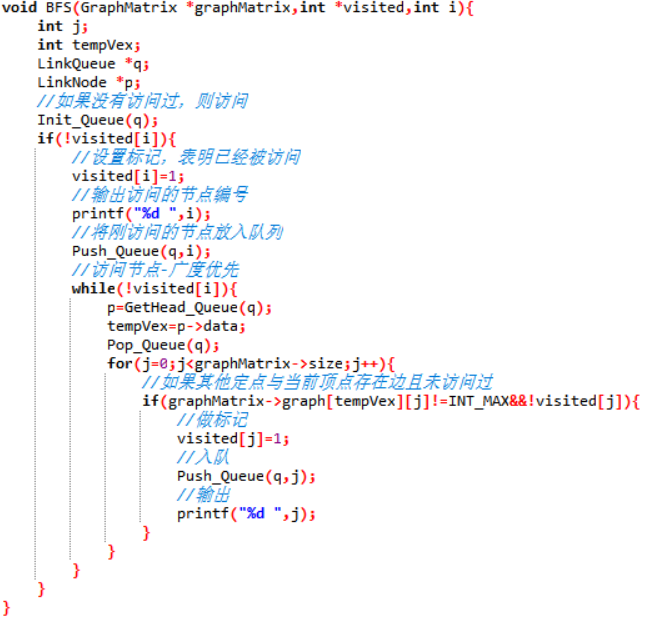 void BFS(GraphMatrix *graphMatrix,int *visited,int i){
    int j;
    int tempVex;
    LinkQueue *q;
    LinkNode *p;
    //如果没有访问过，则访问
    Init_Queue(q);
    if(!visited[i]){
        //设置标记，表明已经被访问
        visited[i]=1;
        //输出访问的节点编号
        printf("%d ",i);
        //将刚访问的节点放入队列
        Push_Queue(q,i);
        //访问节点-广度优先
        while(!visited[i]){
            p=GetHead_Queue(q);
            tempVex=p->data;
            Pop_Queue(q);
            for(j=0;j<graphMatrix->size;j++){
                //如果其他定点与当前顶点存在边且未访问过
                if(graphMatrix->graph[tempVex][j]!=INT_MAX&&!visited[j]){
                    //做标记
                    visited[j]=1;
                    //入队
                    Push_Queue(q,j);
                    //输出
                    printf("%d ",j);
                }
            }
        }
    }
}